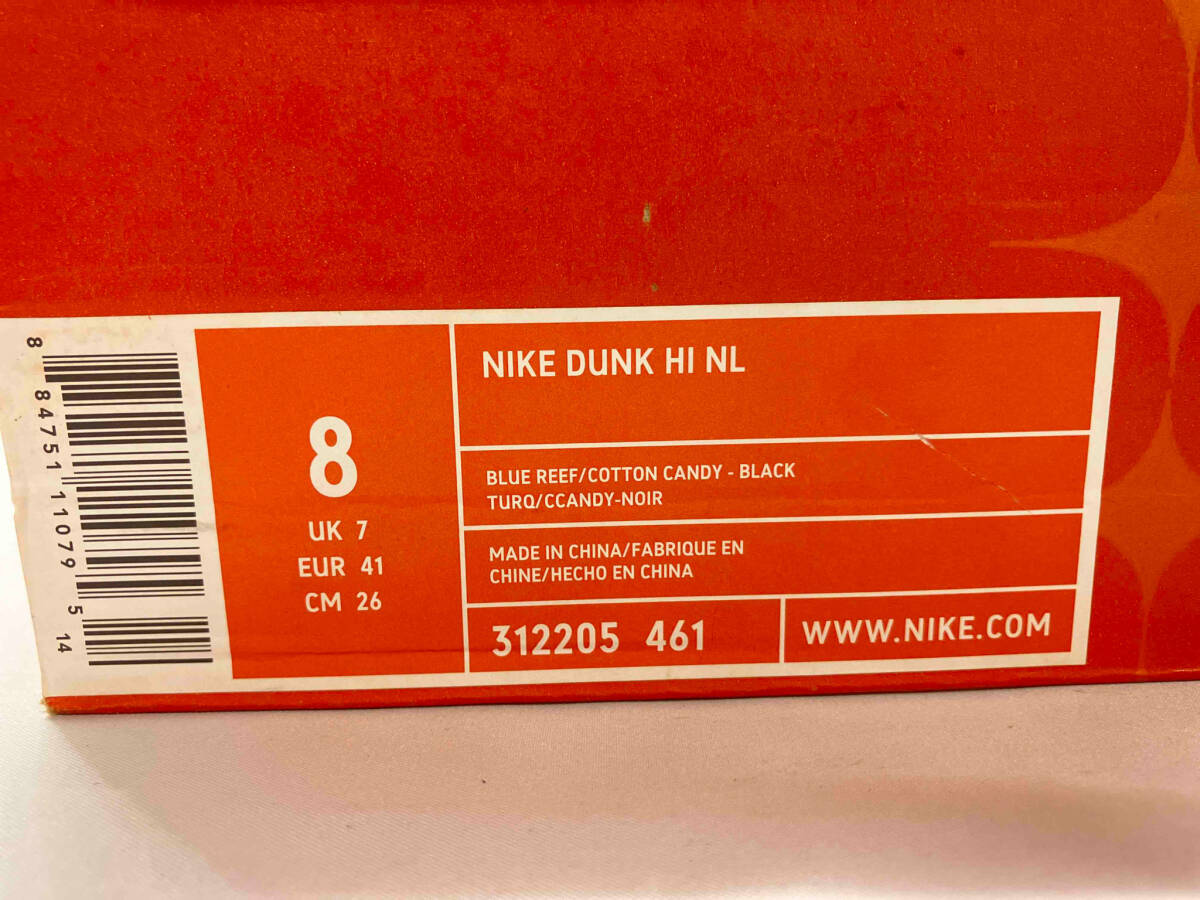 8 84751 11079 5 14
8
UK 7
EUR 41
CM 26
NIKE DUNK HI NL
BLUE REEF/COTTON CANDY - BLACK
TURQ/CCANDY-NOIR
MADE IN CHINA/FABRIQUE EN
CHINE/HECHO EN CHINA
312205 461
WWW.NIKE.COM